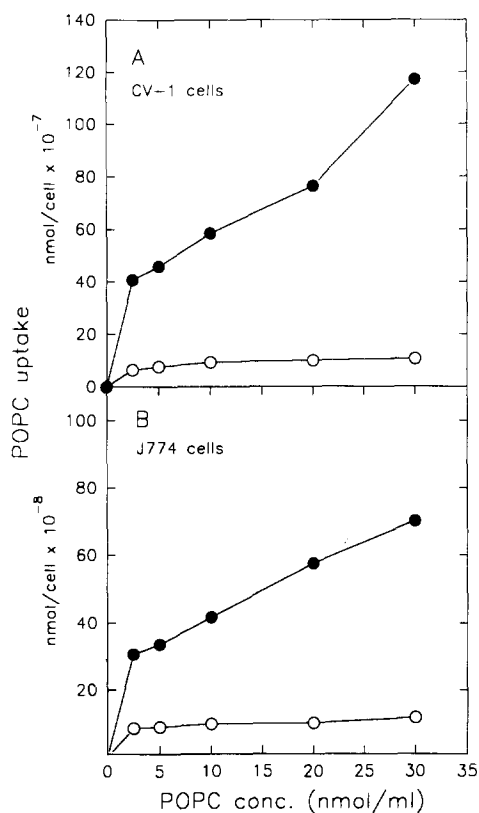 140
120
100
80
60
40
20
0
A
CV-1 cells
nmol/cell x 10⁻⁷
POPC uptake
B
J774 cells
100
80
60
40
20
nmol/cell x 10⁻⁸
0 5 10 15 20 25 30 35
POPC conc. (nmol/ml)